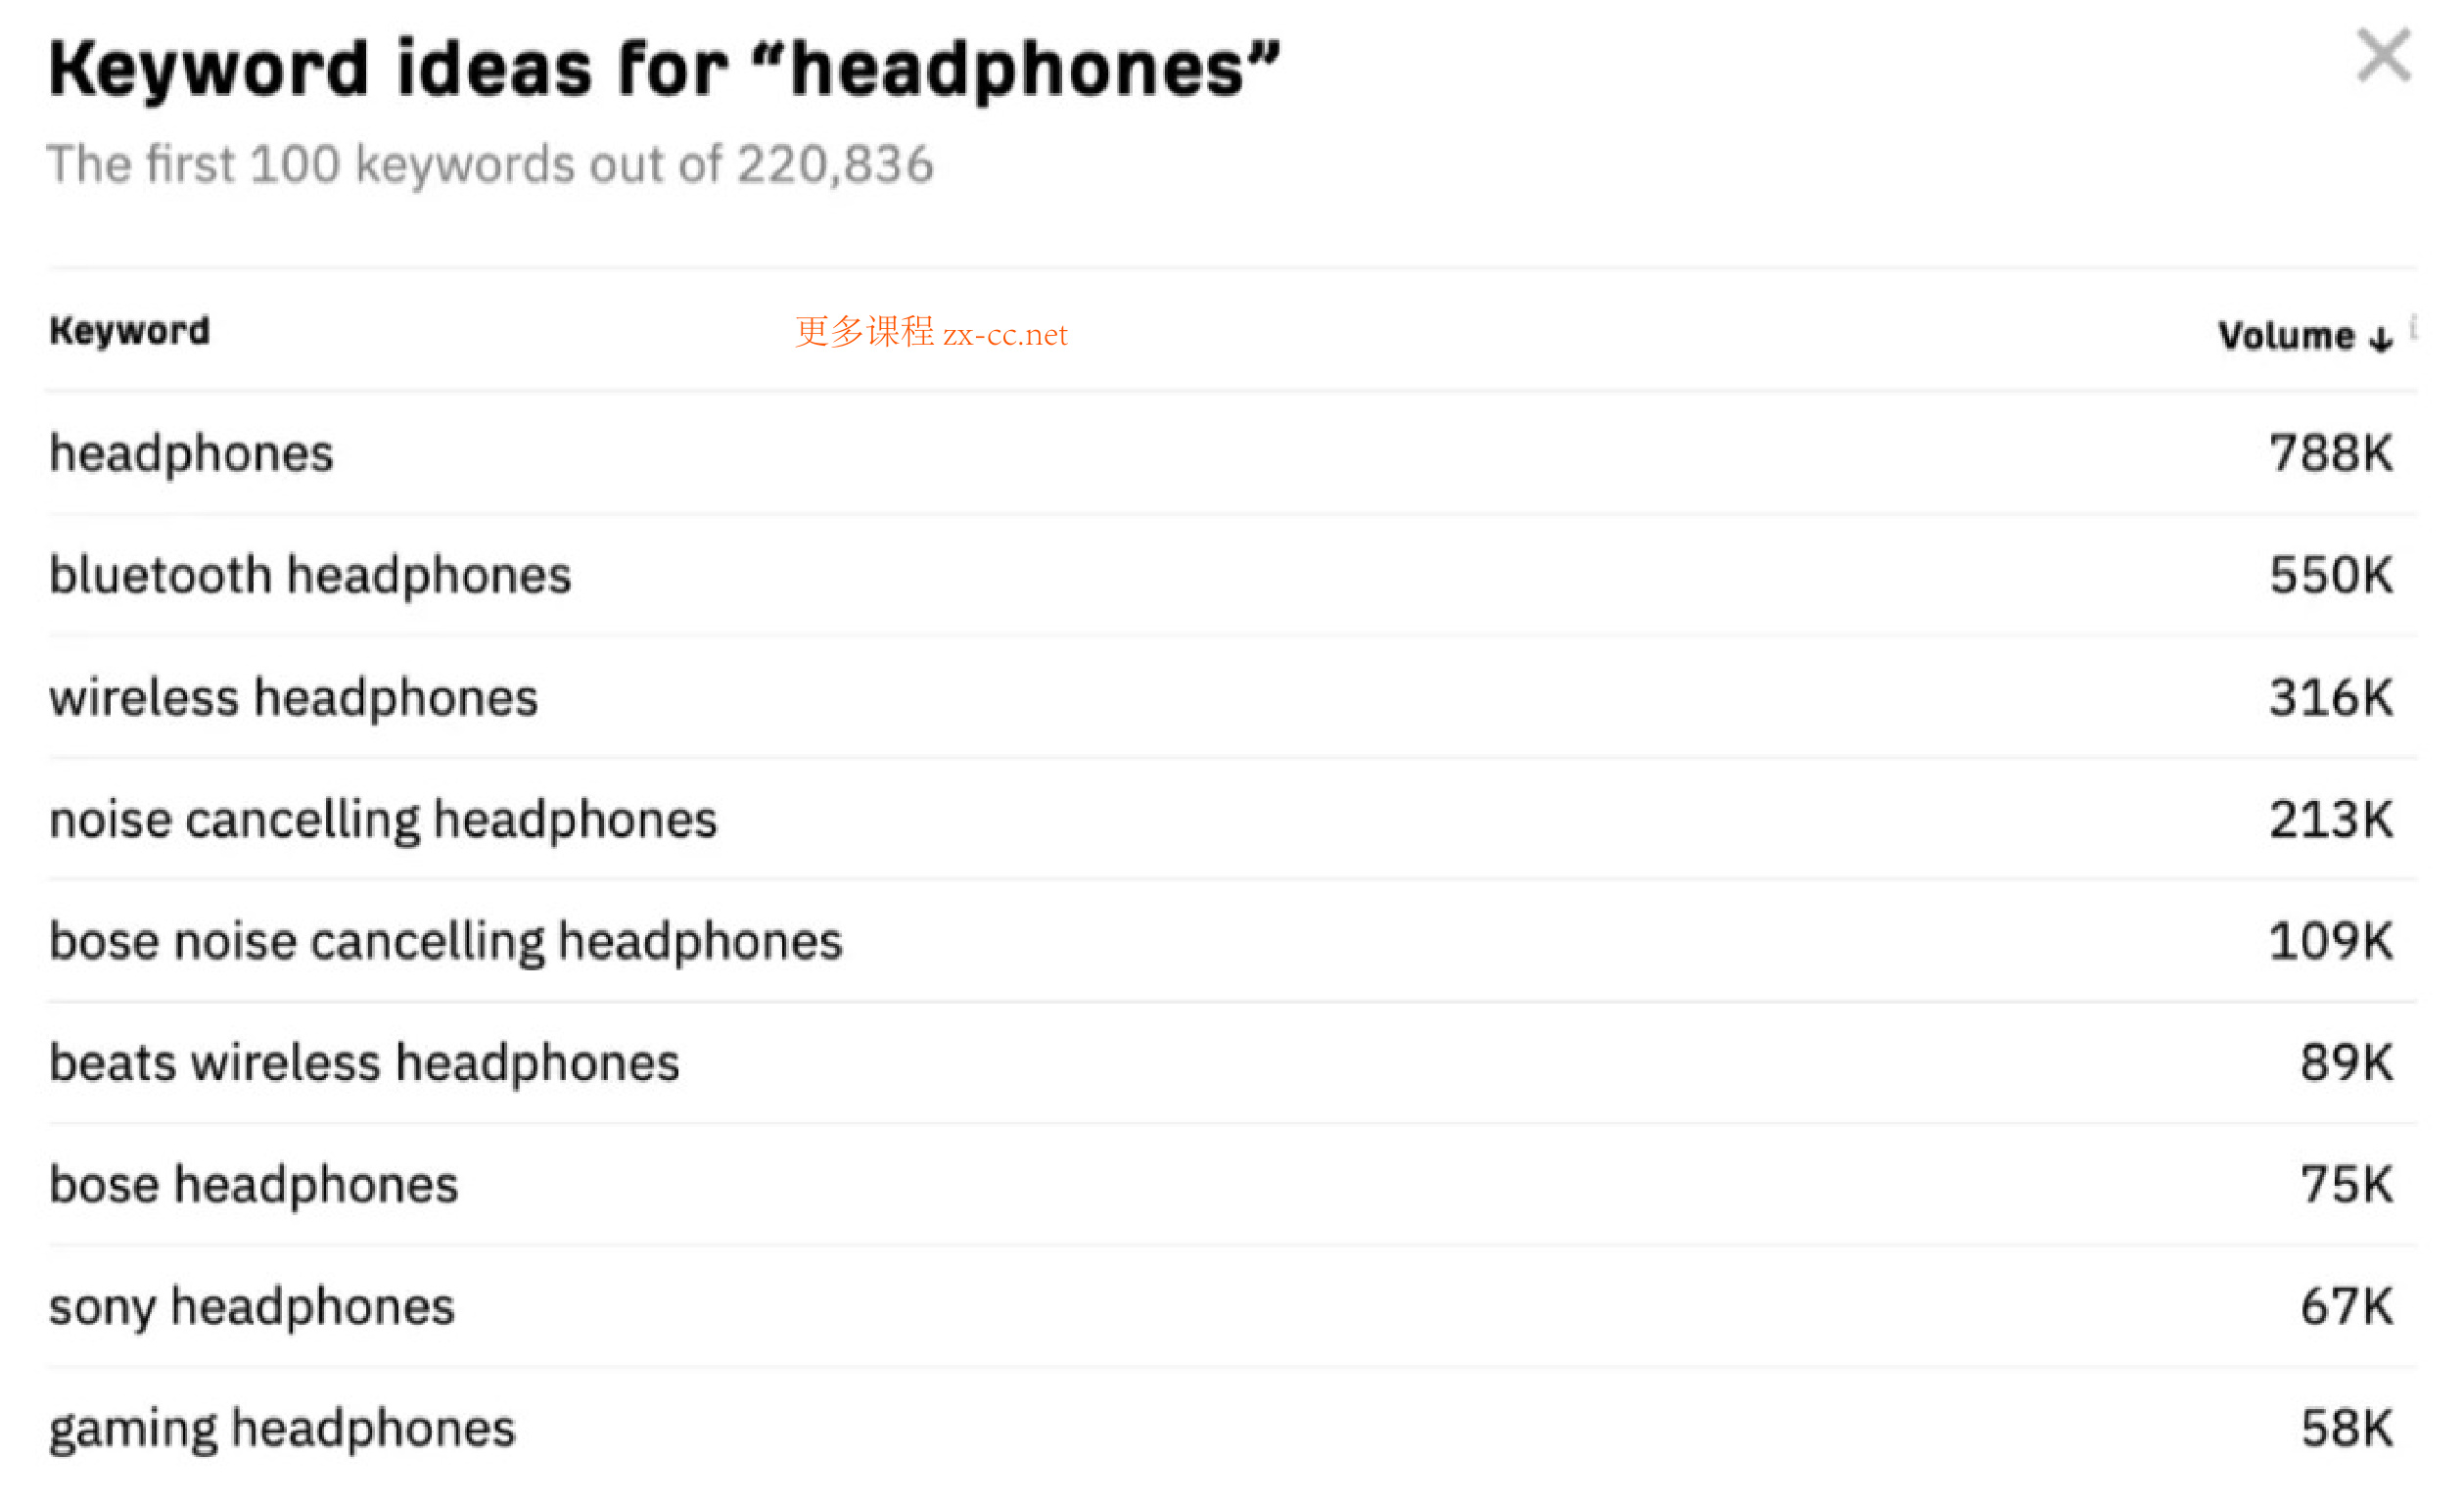 Keyword ideas for “headphones”
The first 100 keywords out of 220,836
Keyword 更多课程 zx-cc.net Volume ↓
headphones 788K
bluetooth headphones 550K
wireless headphones 316K
noise cancelling headphones 213K
bose noise cancelling headphones 109K
beats wireless headphones 89K
bose headphones 75K
sony headphones 67K
gaming headphones 58K